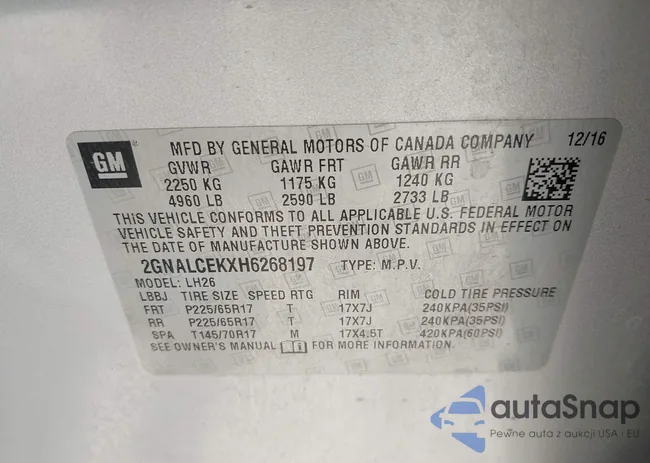 GM
MFD BY GENERAL MOTORS OF CANADA COMPANY 12/16
GVWR GAWR FRT GAWR RR
2250 KG 1175 KG 1240 KG
4960 LB 2590 LB 2733 LB
THIS VEHICLE CONFORMS TO ALL APPLICABLE U.S. FEDERAL MOTOR
VEHICLE SAFETY AND THEFT PREVENTION STANDARDS IN EFFECT ON
THE DATE OF MANUFACTURE SHOWN ABOVE.
2GNALCEKXH6268197 TYPE: M.P.V.
MODEL: LH26
LBBJ TIRE SIZE SPEED RTG RIM COLD TIRE PRESSURE
FRT P225/65R17 T 17X7J 240KPA(35PSI)
RR P225/65R17 T 17X7J 240KPA(35PSI)
SPA T145/70R17 M 17X4.5T 420KPA(60PSI)
SEE OWNER'S MANUAL FOR MORE INFORMATION.
autaSnap
Pewne auta z aukcji USA i EU